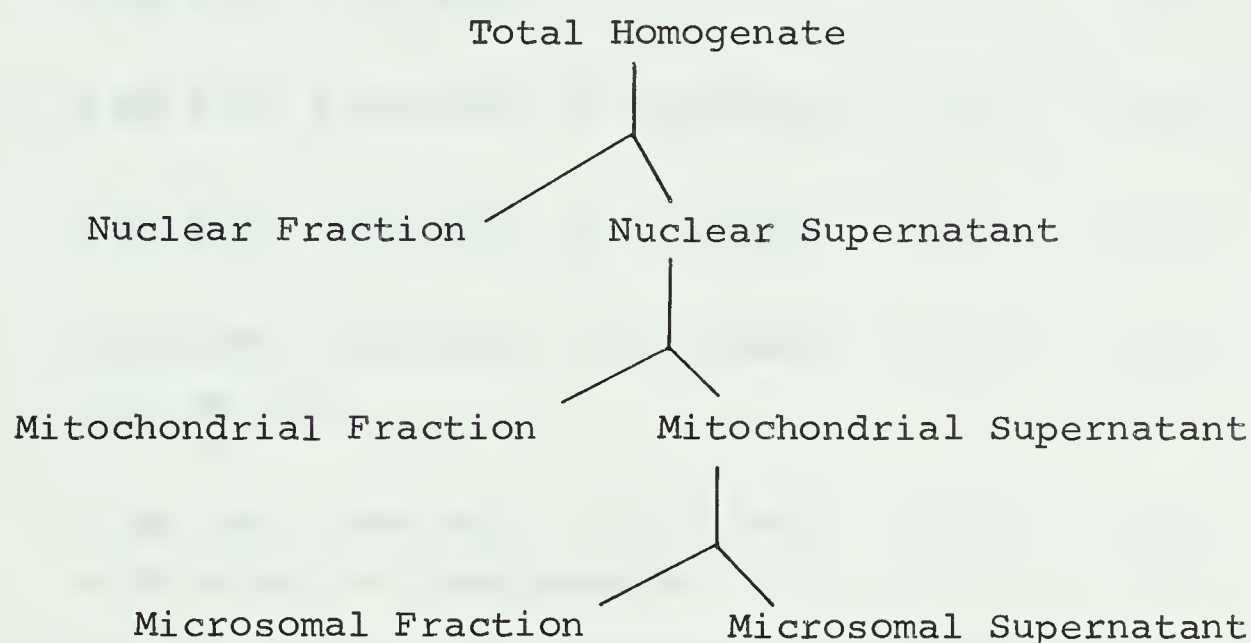 Total Homogenate
Nuclear Fraction Nuclear Supernatant
Mitochondrial Fraction Mitochondrial Supernatant
Microsomal Fraction Microsomal Supernatant